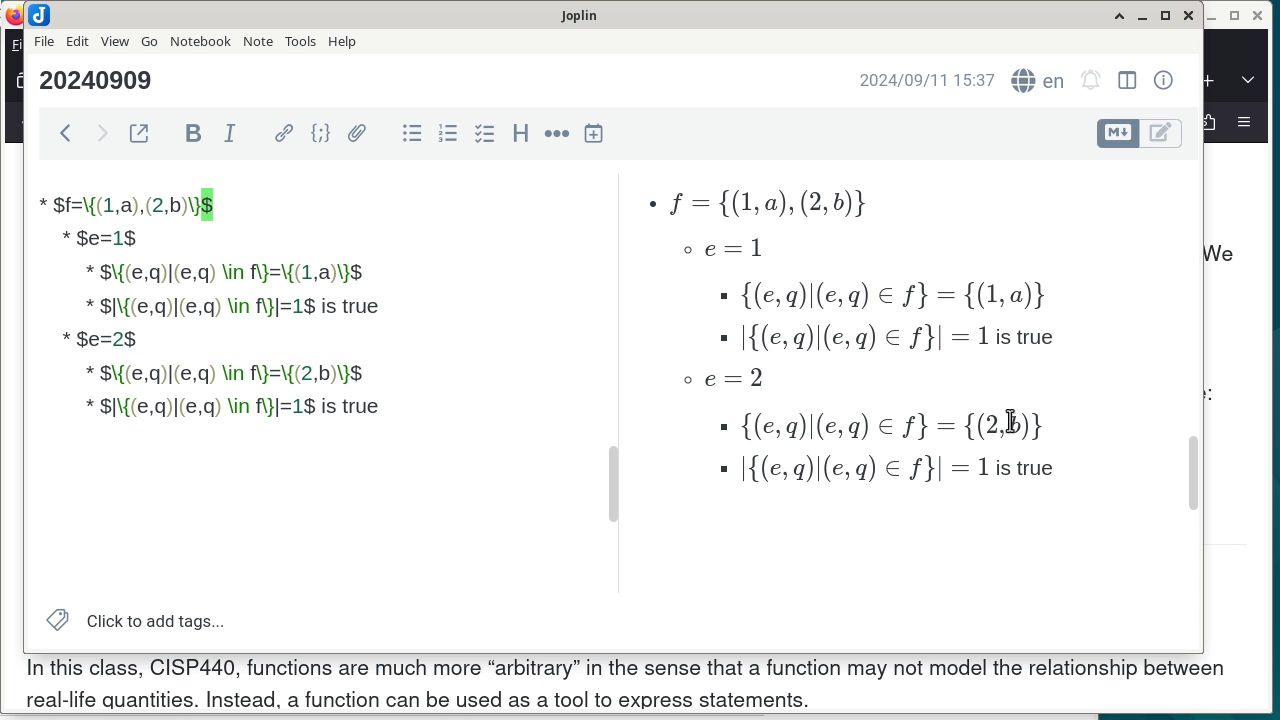 Joplin
Fi
File Edit View Go Notebook Note Tools Help
20240909
2024/09/11 15:37
en
B I H M
* $f=\{(1,a),(2,b)\}$
* $e=1$
* $\{(e,q)|(e,q) \in f\}=\{(1,a)\}$
* $|\{(e,q)|(e,q) \in f\}|=1$ is true
* $e=2$
* $\{(e,q)|(e,q) \in f\}=\{(2,b)\}$
* $|\{(e,q)|(e,q) \in f\}|=1$ is true
• f = {(1, a), (2, b)}
◦ e = 1
▪ {(e, q)|(e, q) ∈ f} = {(1, a)}
▪ |{(e, q)|(e, q) ∈ f}| = 1 is true
◦ e = 2
▪ {(e, q)|(e, q) ∈ f} = {(2, b)}
▪ |{(e, q)|(e, q) ∈ f}| = 1 is true
We
:
Click to add tags...
In this class, CISP440, functions are much more “arbitrary” in the sense that a function may not model the relationship between
real-life quantities. Instead, a function can be used as a tool to express statements.